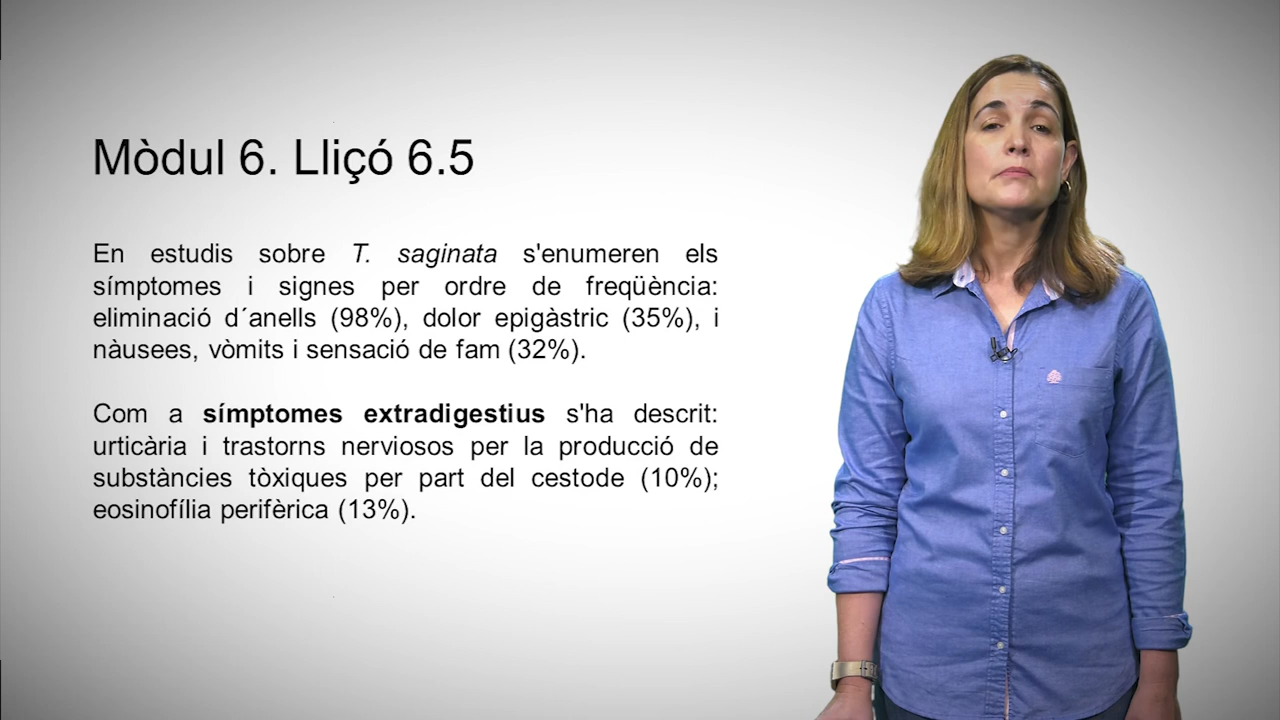 Mòdul 6. Lliçó 6.5
En estudis sobre T. saginata s'enumeren els
símptomes i signes per ordre de freqüència:
eliminació d´anells (98%), dolor epigàstric (35%), i
nàusees, vòmits i sensació de fam (32%).
Com a símptomes extradigestius s'ha descrit:
urticària i trastorns nerviosos per la producció de
substàncies tòxiques per part del cestode (10%);
eosinofília perifèrica (13%).